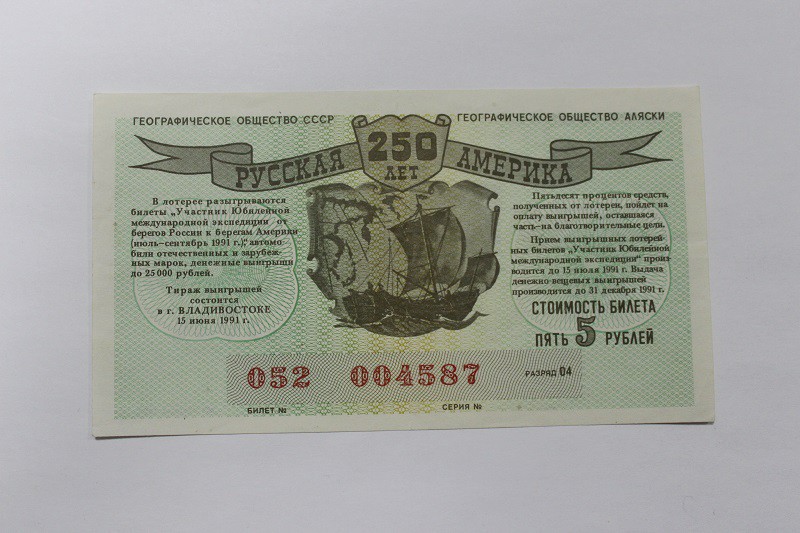 ГЕОГРАФИЧЕСКОЕ ОБЩЕСТВО СССР
ГЕОГРАФИЧЕСКОЕ ОБЩЕСТВО АЛЯСКИ
РУССКАЯ 250 ЛЕТ АМЕРИКА
В лотерее разыгрываются
билеты „Участник Юбилейной
международной экспедиции от
берегов России к берегам Америки
(июль-сентябрь 1991 г.)", автомо
били отечественных и зарубеж-
ных марок, денежные выигрыши
до 25 000 рублей.
Тираж выигрышей
состоится
в г. ВЛАДИВОСТОКЕ
15 июня 1991 г.
Пятьдесят процентов средств,
полученных от лотереи, пойдет на
оплату выигрышей, оставшаяся
часть-на благотворительные цели.
Прием выигрышных лотерей-
ных билетов „Участник Юбилейной
международной экспедиции" произ-
водится до 15 июля 1991 г. Выдача
денежно-вещевых выигрышей
производится до 31 декабря 1991 г.
СТОИМОСТЬ БИЛЕТА
ПЯТЬ 5 РУБЛЕЙ
052 004587 РАЗРЯД 04
БИЛЕТ № СЕРИЯ №